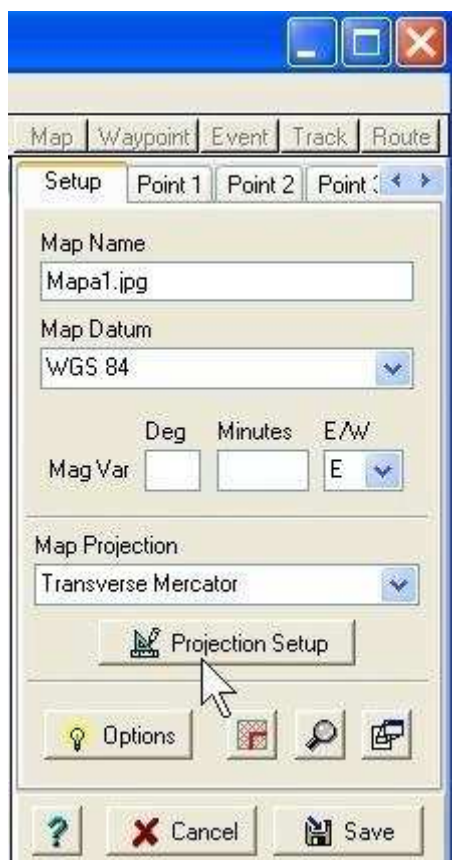 Map Waypoint Event Track Route
Setup Point 1 Point 2 Point
Map Name
Mapa1.jpg
Map Datum
WGS 84
Deg Minutes E/W
Mag Var E
Map Projection
Transverse Mercator
Projection Setup
Options
? Cancel Save